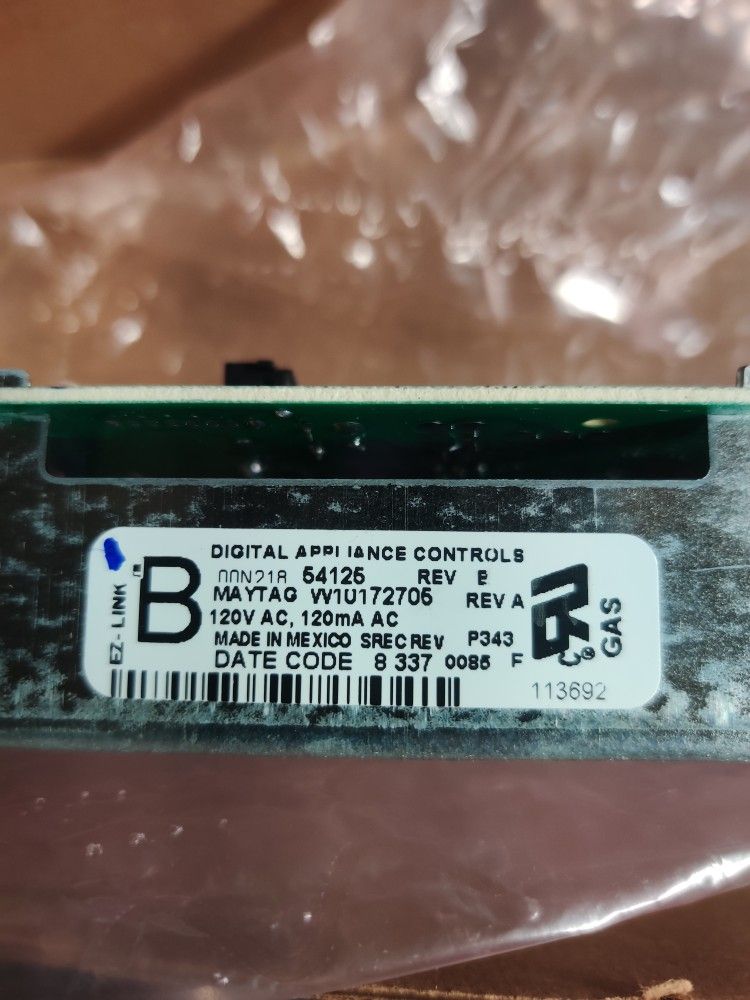 EZ-LINK
B
DIGITAL APPLIANCE CONTROLS
00N218 54125 REV B
MAYTAG W10172705 REV A
120V AC, 120mA AC
MADE IN MEXICO SREC REV P343
DATE CODE 8 337 0085 F
C
GAS
113692